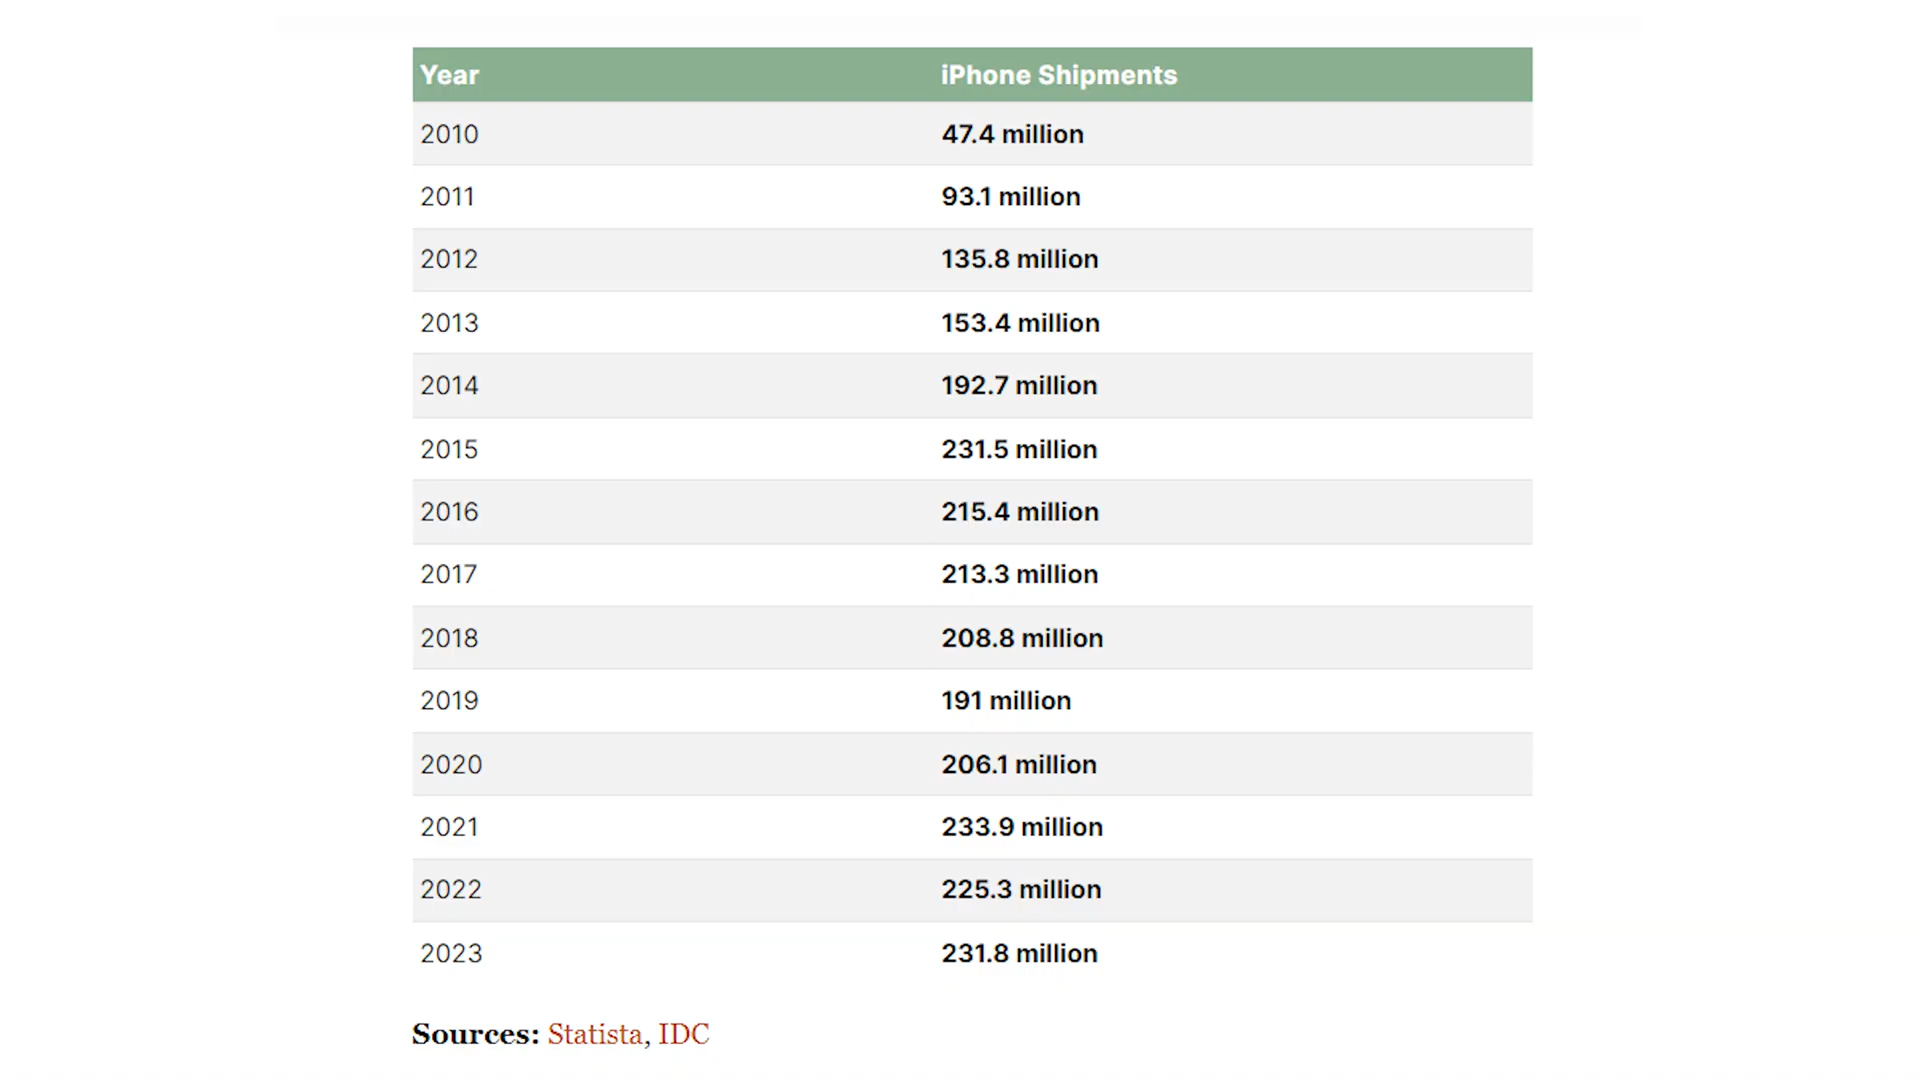 Year iPhone Shipments
2010 47.4 million
2011 93.1 million
2012 135.8 million
2013 153.4 million
2014 192.7 million
2015 231.5 million
2016 215.4 million
2017 213.3 million
2018 208.8 million
2019 191 million
2020 206.1 million
2021 233.9 million
2022 225.3 million
2023 231.8 million
Sources: Statista, IDC